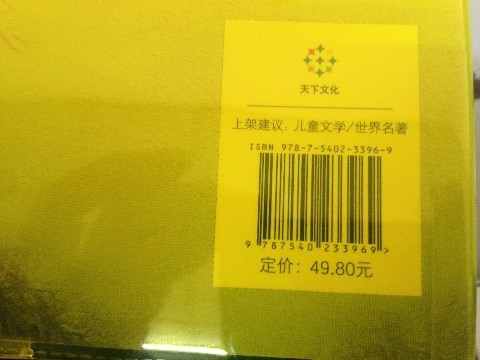 天下文化
上架建议：儿童文学/世界名著
ISBN 978-7-5402-3396-9
9 787540 233969 >
定价：49.80元